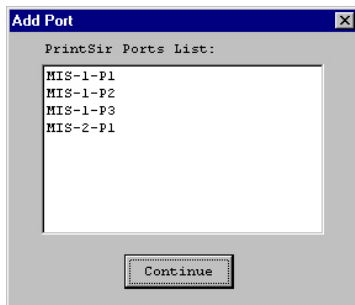 Add Port
PrintSir Ports List:
MIS-1-P1
MIS-1-P2
MIS-1-P3
MIS-2-P1
Continue